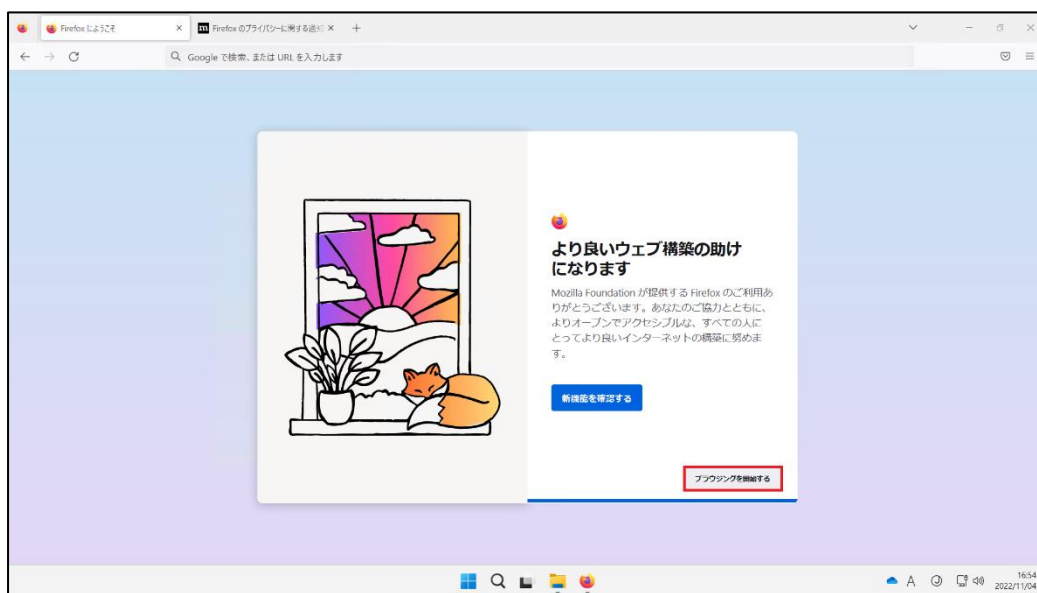 Firefox にようこそ
Firefox のプライバシーに関する通知
Google で検索、または URL を入力します
より良いウェブ構築の助け
になります
Mozilla Foundation が提供する Firefox のご利用あ
りがとうございます。あなたのご協力とともに、
よりオープンでアクセシブルな、すべての人に
とってより良いインターネットの構築に努めま
す。
新機能を確認する
ブラウジングを開始する
A
16:54
2022/11/04